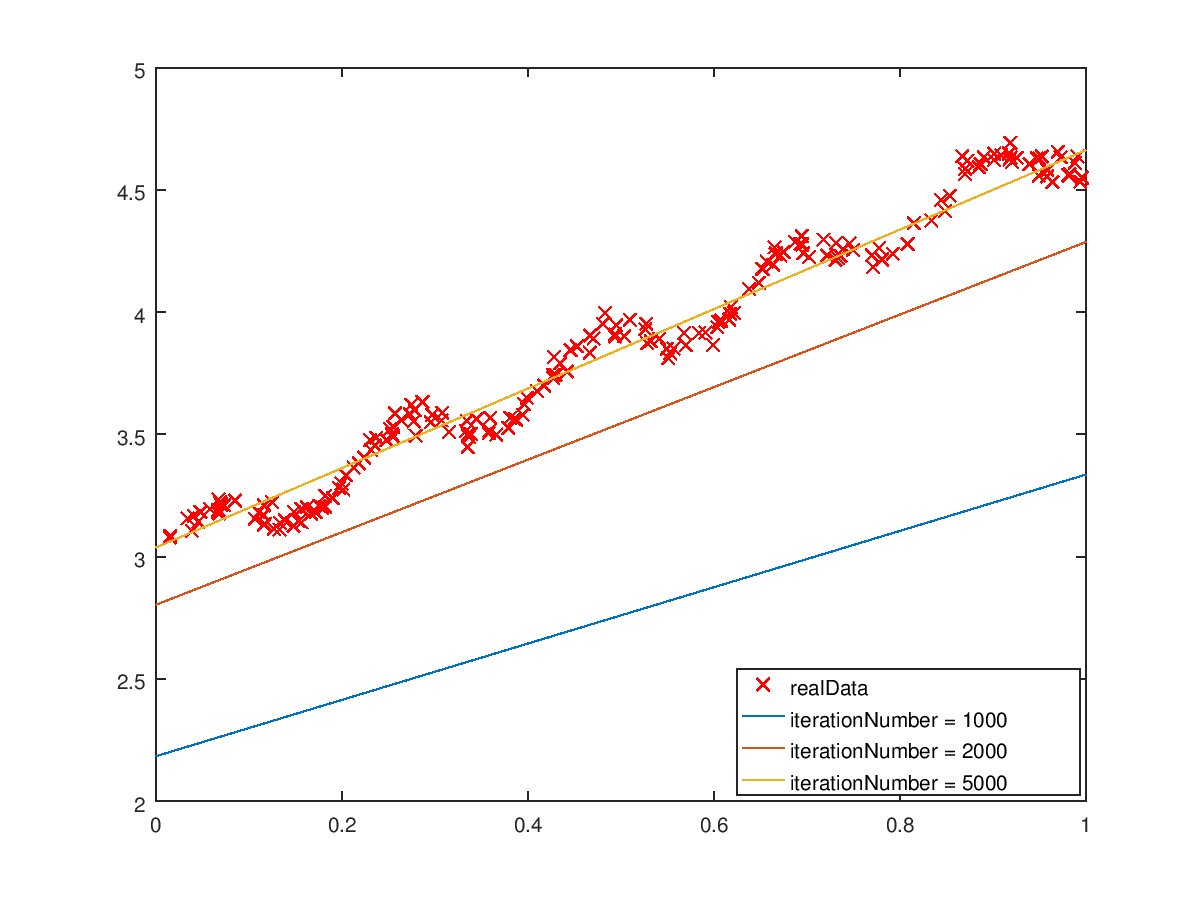 5
4.5
4
3.5
3
2.5
2
0 0.2 0.4 0.6 0.8 1
realData
iterationNumber = 1000
iterationNumber = 2000
iterationNumber = 5000